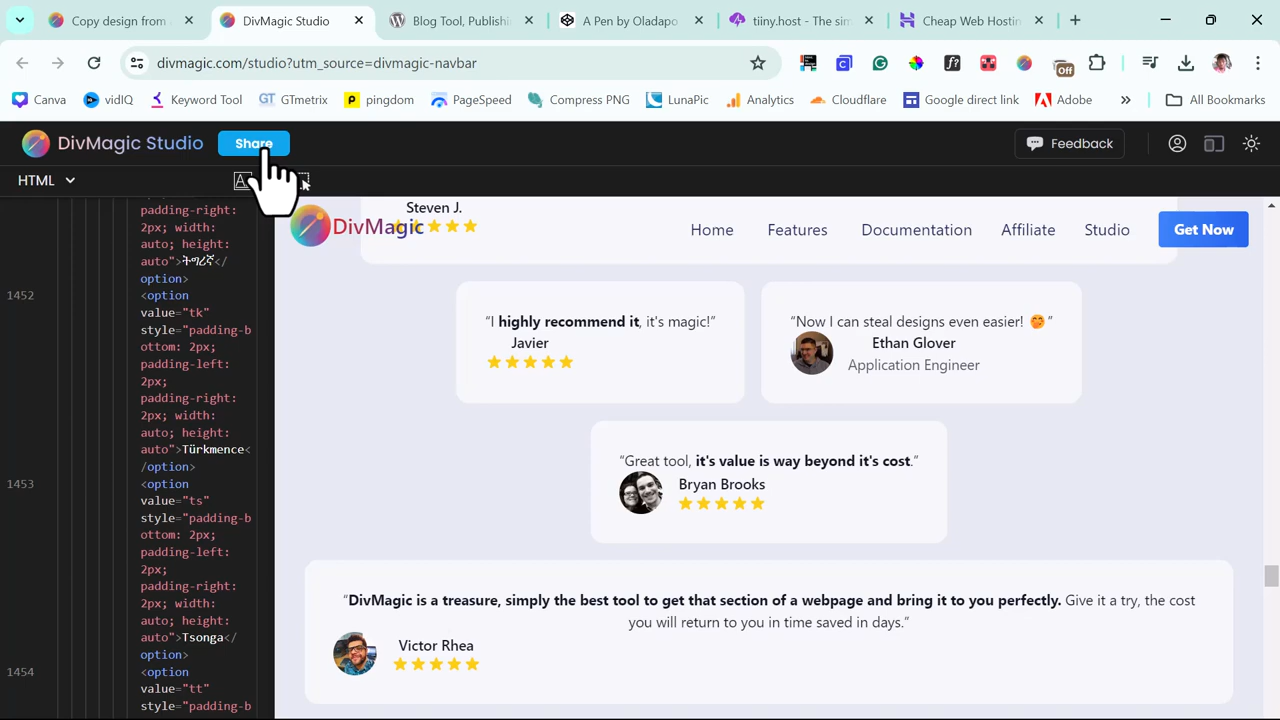 Copy design from
DivMagic Studio
Blog Tool, Publishin
A Pen by Oladapo
tiiny.host - The sim
Cheap Web Hosting
divmagic.com/studio?utm_source=divmagic-navbar
Off
Canva
vidIQ
Keyword Tool
GT
GTmetrix
pingdom
PageSpeed
Compress PNG
LunaPic
Analytics
Cloudflare
Google direct link
Adobe
»
All Bookmarks
DivMagic Studio
Share
Feedback
HTML
padding-right:
2px; width:
auto; height:
auto">ትግረኛ</
option>
1452
<option
value="tk"
style="padding-b
ottom: 2px;
padding-left:
2px;
padding-right:
2px; width:
auto; height:
auto">Türkmence<
/option>
1453
<option
value="ts"
style="padding-b
ottom: 2px;
padding-left:
2px;
padding-right:
2px; width:
auto; height:
auto">Tsonga</
option>
1454
<option
value="tt"
style="padding-b
Steven J.
DivMagic
Home
Features
Documentation
Affiliate
Studio
Get Now
“I highly recommend it, it's magic!”
Javier
“Now I can steal designs even easier! 🤭”
Ethan Glover
Application Engineer
“Great tool, it's value is way beyond it's cost.”
Bryan Brooks
“DivMagic is a treasure, simply the best tool to get that section of a webpage and bring it to you perfectly. Give it a try, the cost
you will return to you in time saved in days.”
Victor Rhea